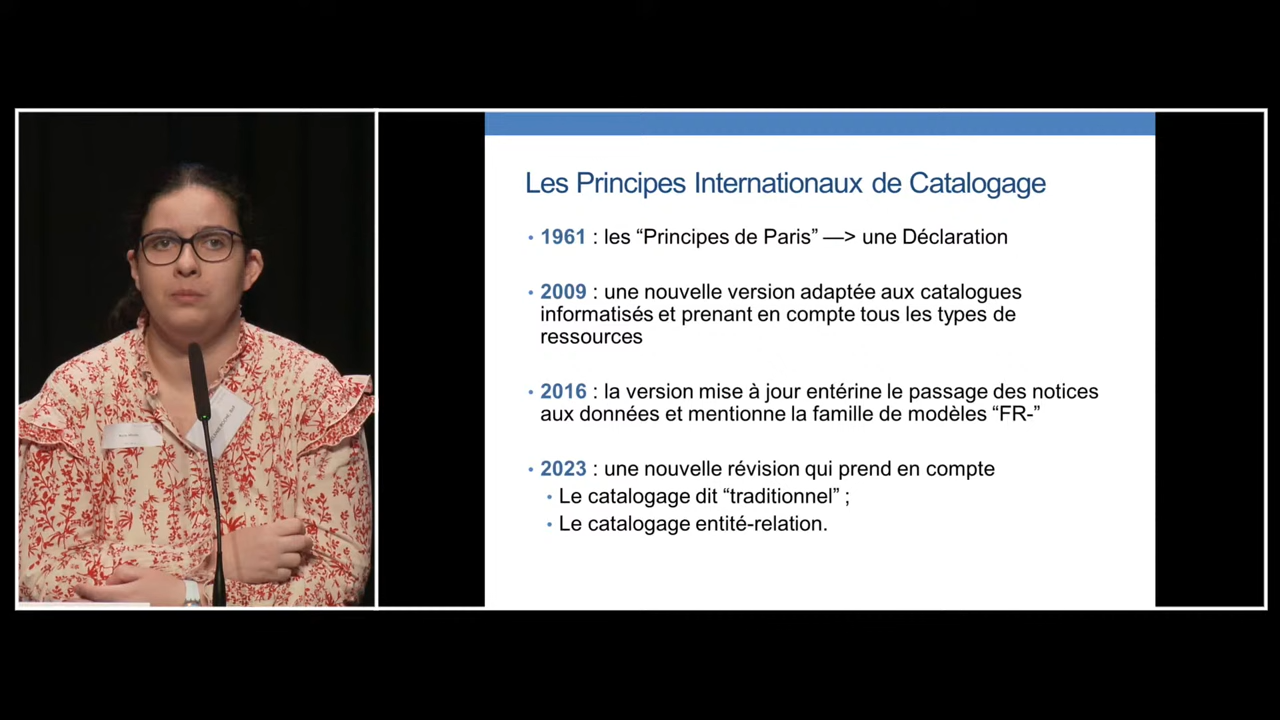 Les Principes Internationaux de Catalogage
• 1961 : les “Principes de Paris” —> une Déclaration
• 2009 : une nouvelle version adaptée aux catalogues
informatisés et prenant en compte tous les types de
ressources
• 2016 : la version mise à jour entérine le passage des notices
aux données et mentionne la famille de modèles “FR-”
• 2023 : une nouvelle révision qui prend en compte
• Le catalogage dit “traditionnel” ;
• Le catalogage entité-relation.